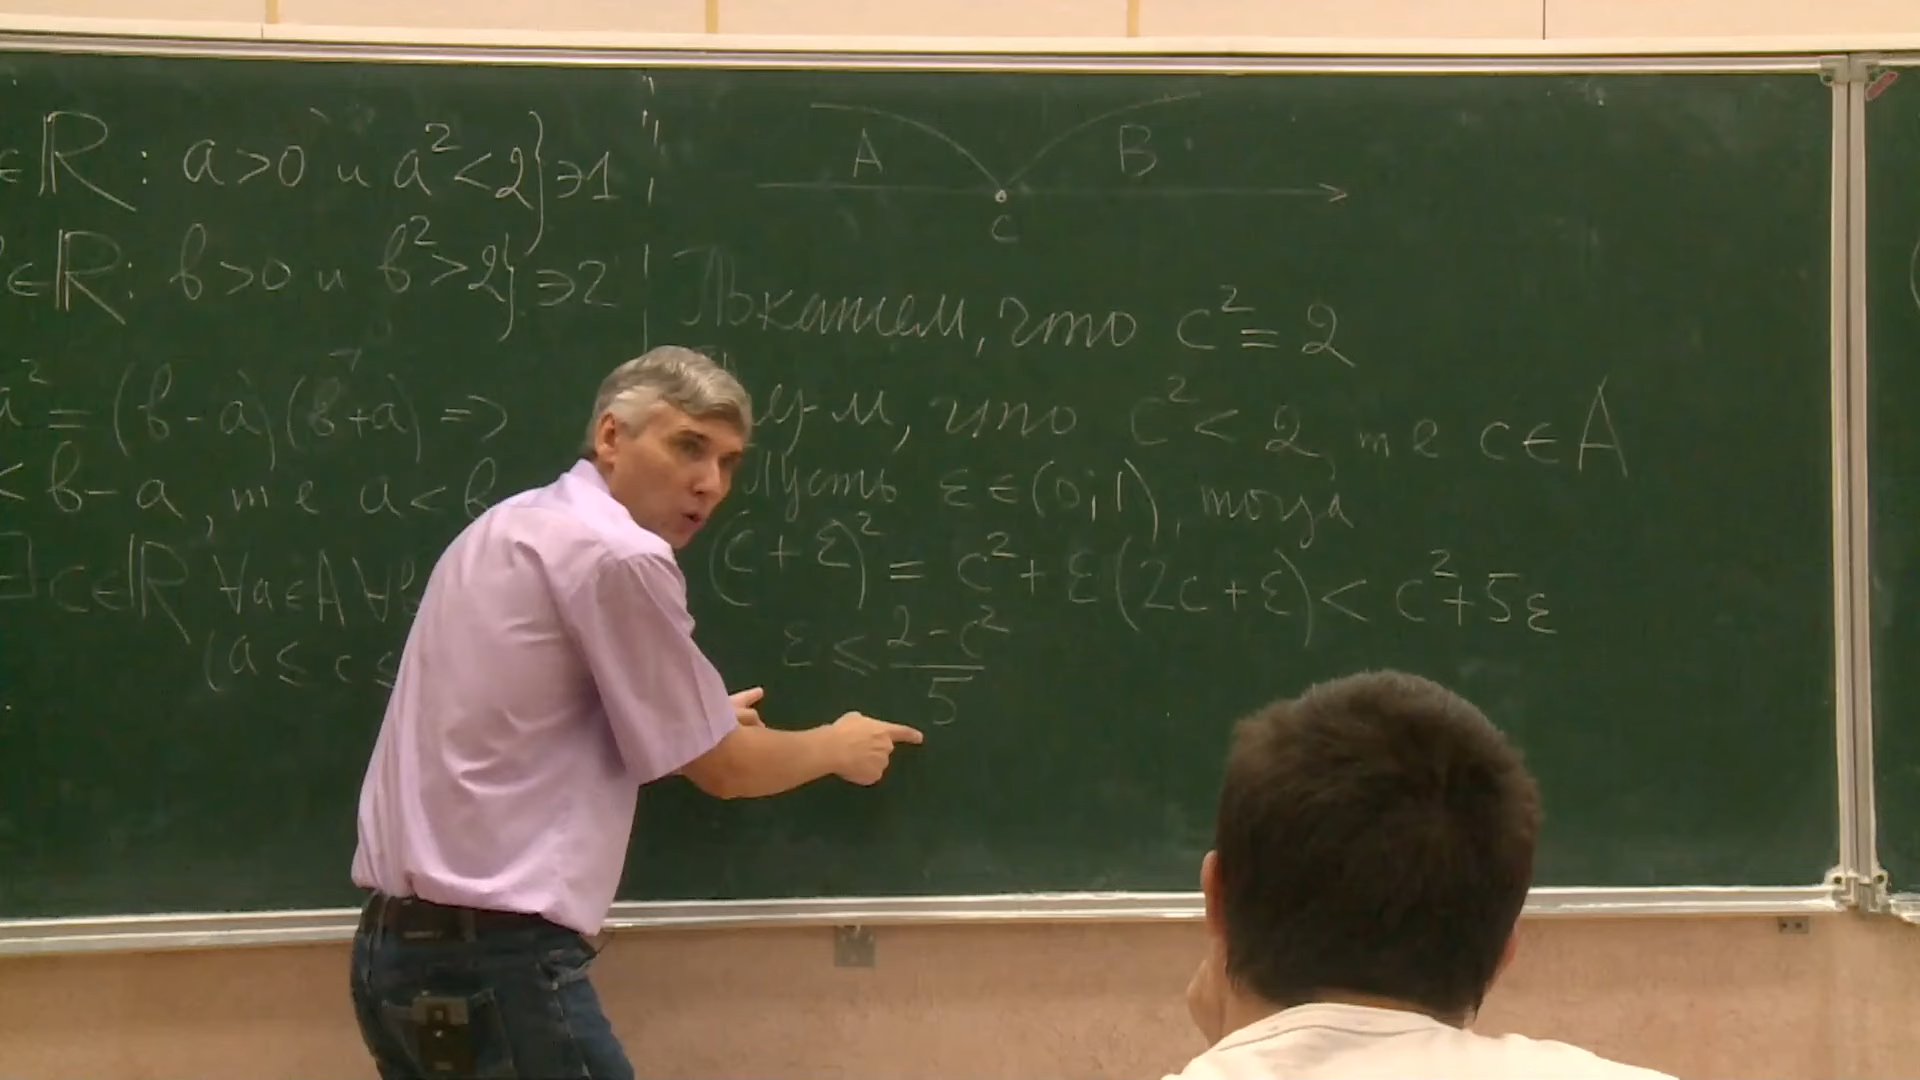 ∈ℝ: a>0 и a²<2}∋1
∈ℝ: b>0 и b²>2}∋2
a² = (b-a)(b+a) =>
< b-a, т е a<b
∃ c∈ℝ ∀a∈A ∀b
(a ≤ c ≤
A B
c
Покажем, что c² = 2
что c² < 2, т е c∈A
Пусть ε∈(0;1), тогда
(c+ε)² = c² + ε(2c+ε) < c²+5ε
ε ≤ (2-c²)/5